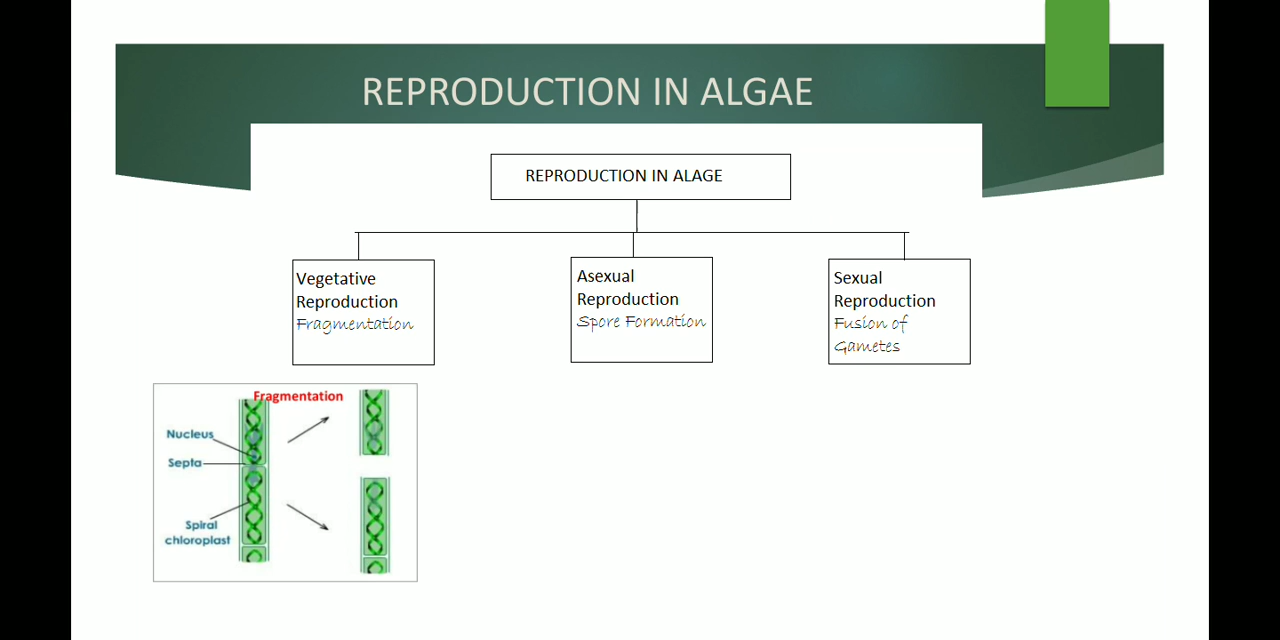 REPRODUCTION IN ALGAE
REPRODUCTION IN ALAGE
Vegetative
Reproduction
Fragmentation
Asexual
Reproduction
Spore Formation
Sexual
Reproduction
Fusion of
Gametes
Fragmentation
Nucleus
Septa
Spiral
chloroplast